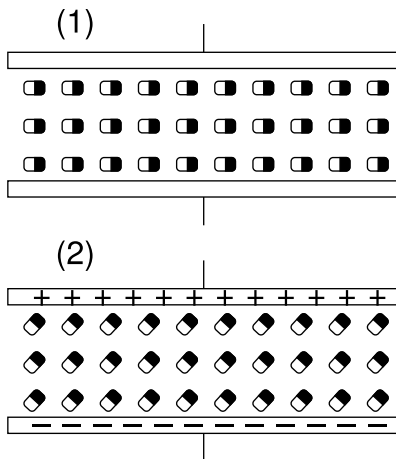 (1)
(2)
+ + + + + + + + + + + +
− − − − − − − − − − − −